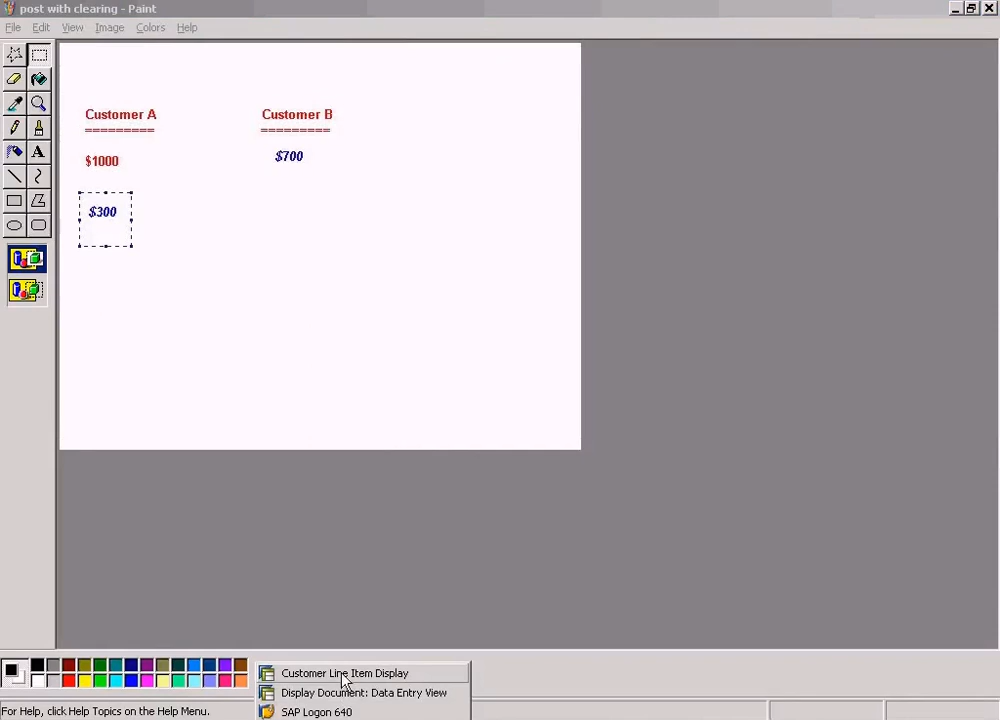 post with clearing - Paint
File Edit View Image Colors Help
Customer A Customer B
========= =========
$1000 $700
$300
A
Customer Line Item Display
Display Document: Data Entry View
SAP Logon 640
For Help, click Help Topics on the Help Menu.